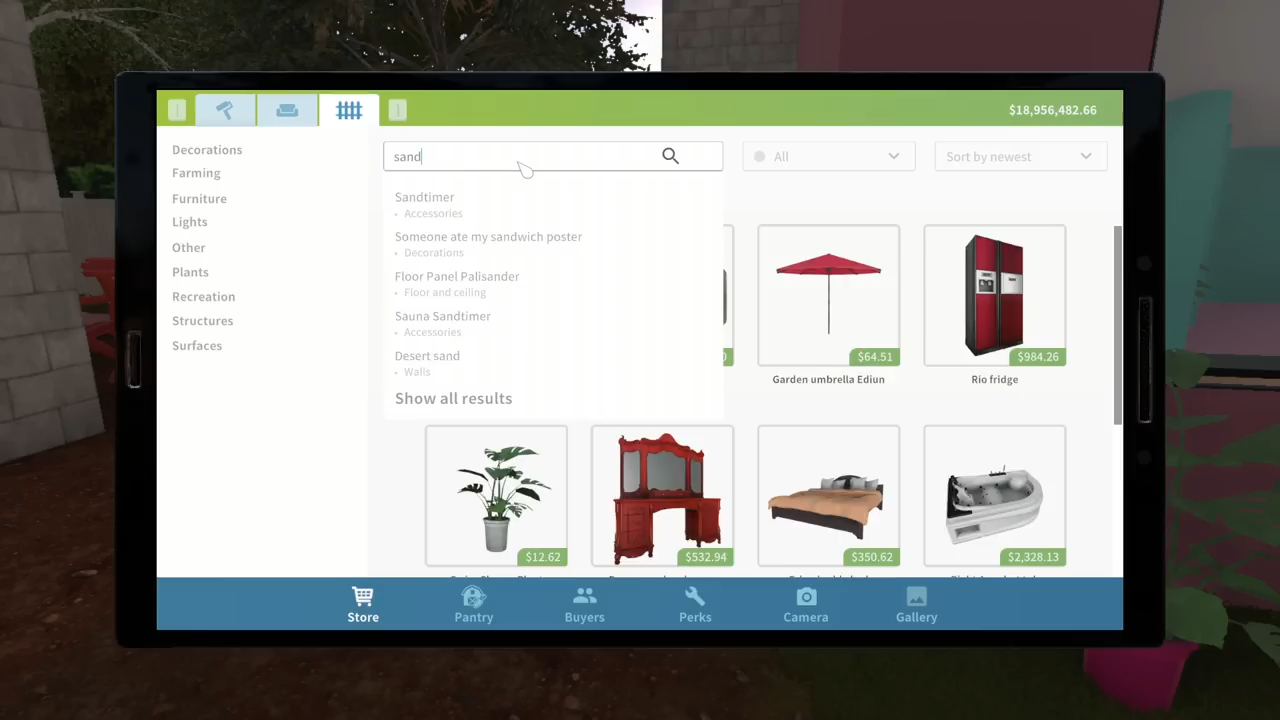 $18,956,482.66
Decorations
Farming
Furniture
Lights
Other
Plants
Recreation
Structures
Surfaces
sand
All
Sort by newest
Sandtimer
• Accessories
Someone ate my sandwich poster
• Decorations
Floor Panel Palisander
• Floor and ceiling
Sauna Sandtimer
• Accessories
Desert sand
• Walls
Show all results
$64.51
$984.26
Garden umbrella Ediun
Rio fridge
$12.62
$532.94
$350.62
$2,328.13
Store
Pantry
Buyers
Perks
Camera
Gallery